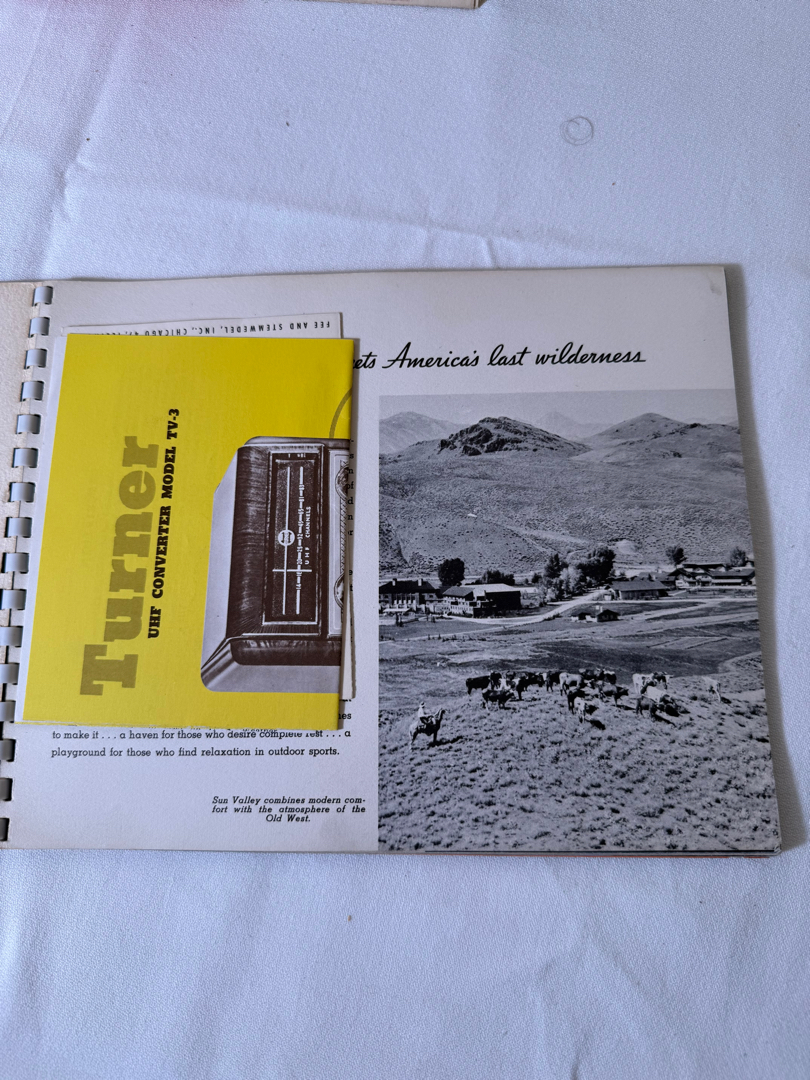 FEE AND STEMWEDEL, INC., CHICAGO
America's last wilderness
Turner
UHF CONVERTER MODEL TV-3
UHF CHANNELS
to make it . . . a haven for those who desire complete rest . . . a
playground for those who find relaxation in outdoor sports.
Sun Valley combines modern com-
fort with the atmosphere of the
Old West.